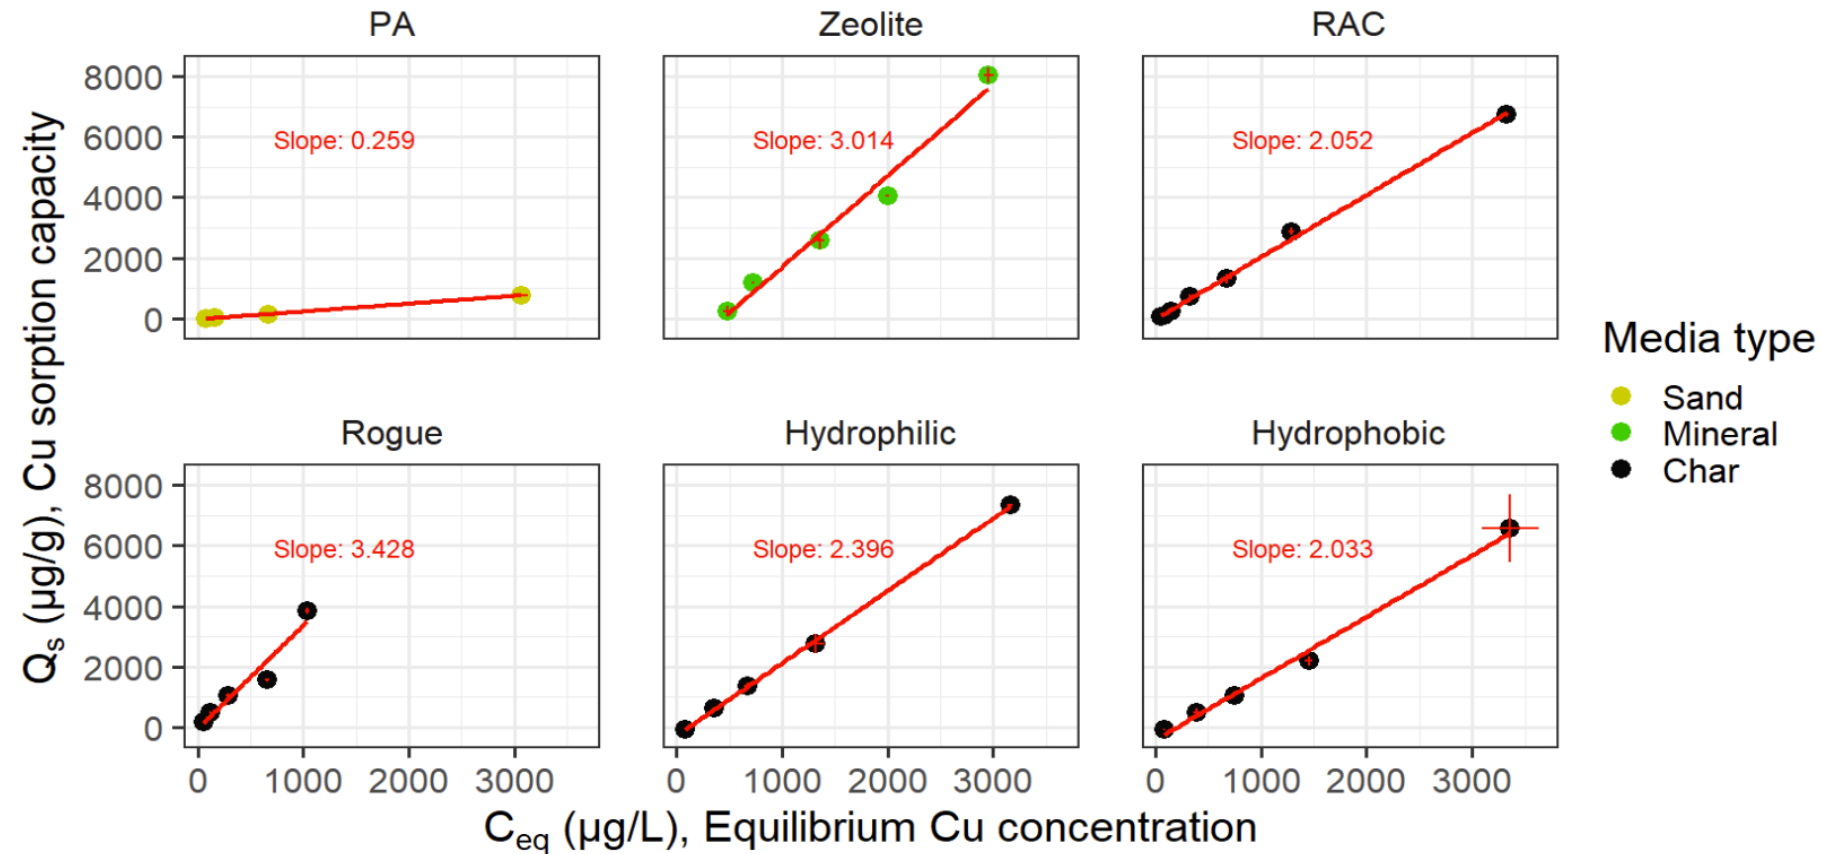 PA
Zeolite
RAC
8000
6000
4000
2000
0
Slope: 0.259
Slope: 3.014
Slope: 2.052
Rogue
Hydrophilic
Hydrophobic
8000
6000
4000
2000
0
Slope: 3.428
Slope: 2.396
Slope: 2.033
0 1000 2000 3000
0 1000 2000 3000
0 1000 2000 3000
Qs (µg/g), Cu sorption capacity
Ceq (µg/L), Equilibrium Cu concentration
Media type
Sand
Mineral
Char